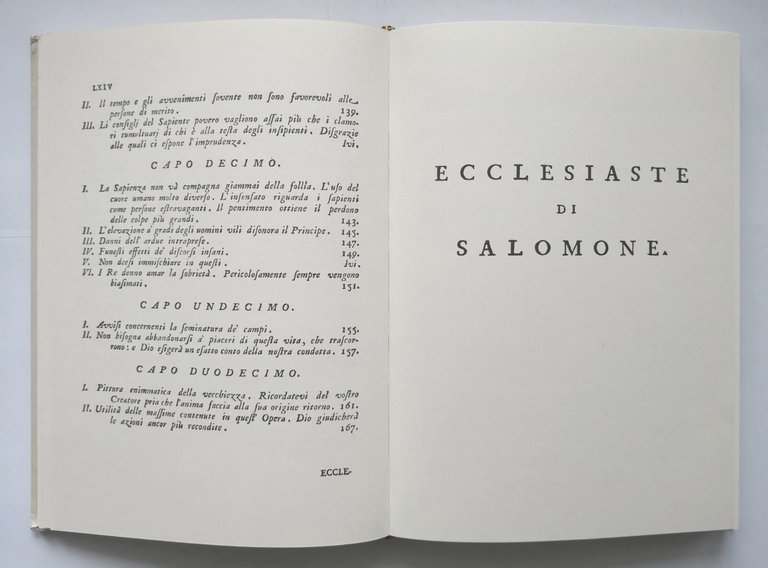 LXIV
II. Il tempo e gli avvenimenti ſovente non ſono favorevoli alle
perſone di merito. 139.
III. Li conſigli del Sapiente povero vagliono aſſai più che i clamo-
ri tumultuarj di chi è alla teſta degli inſipienti. Diſgrazie
alle quali ci eſpone l'imprudenza. Ivi.
CAPO DECIMO.
I. La Sapienza non và compagna giammai della follla. L'uſo del
cuore umano molto diverſo. L'inſenſato riguarda i ſapienti
come perſone eſtravaganti. Il pentimento ottiene il perdono
delle colpe più grandi. 143.
II. L'elevazione a' gradi degli uomini vili diſonora il Principe. 145.
III. Danni dell' ardue intrapreſe. 147.
IV. Funeſti effetti de' diſcorſi inſani. 149.
V. Non deeſi immiſchiare in queſti. Ivi.
VI. I Re denno amar la ſobrietà. Pericoloſamente ſempre vengono
biaſimati. 151.
CAPO UNDECIMO.
I. Avviſi concernenti la ſeminatura de' campi. 155.
II. Non biſogna abbandonarſi a' piaceri di queſta vita, che traſcor-
rono: e Dio eſigerà un eſatto conto della noſtra condotta. 157.
CAPO DUODECIMO.
I. Pittura enimmatica della vecchiezza. Ricordatevi del voſtro
Creatore pria che l'anima faccia alla ſua origine ritorno. 161.
II. Utilità delle maſſime contenute in queſt' Opera. Dio giudicherà
le azioni ancor più recondite. 167.
ECCLE-
ECCLESIASTE
DI
SALOMONE.